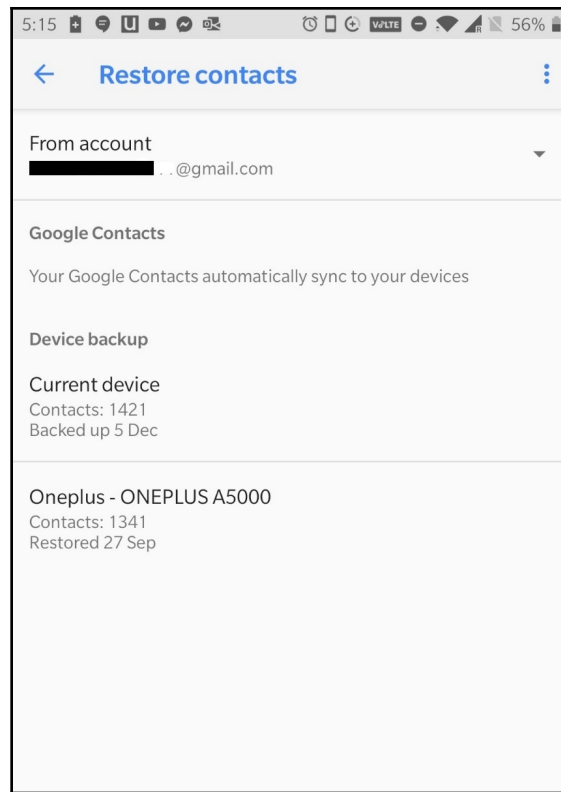 5:15 VoLTE R 56%
Restore contacts
From account
. . @gmail.com
Google Contacts
Your Google Contacts automatically sync to your devices
Device backup
Current device
Contacts: 1421
Backed up 5 Dec
Oneplus - ONEPLUS A5000
Contacts: 1341
Restored 27 Sep